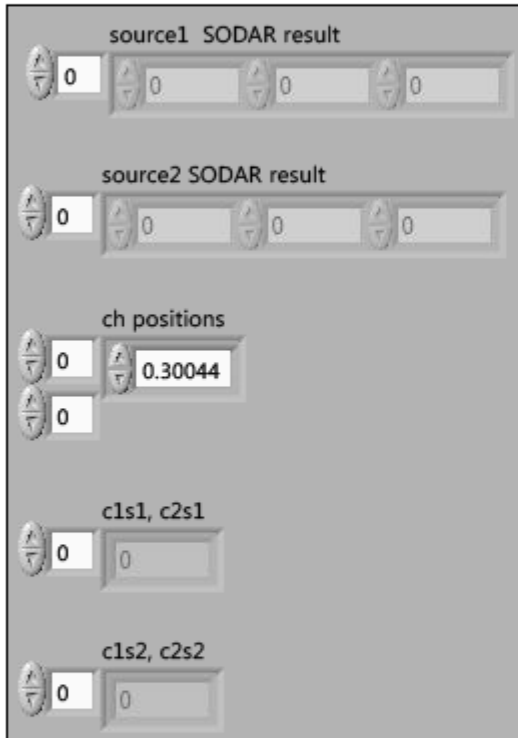 source1  SODAR result
0 0 0 0
source2 SODAR result
0 0 0 0
ch positions
0 0.30044
0
c1s1, c2s1
0 0
c1s2, c2s2
0 0